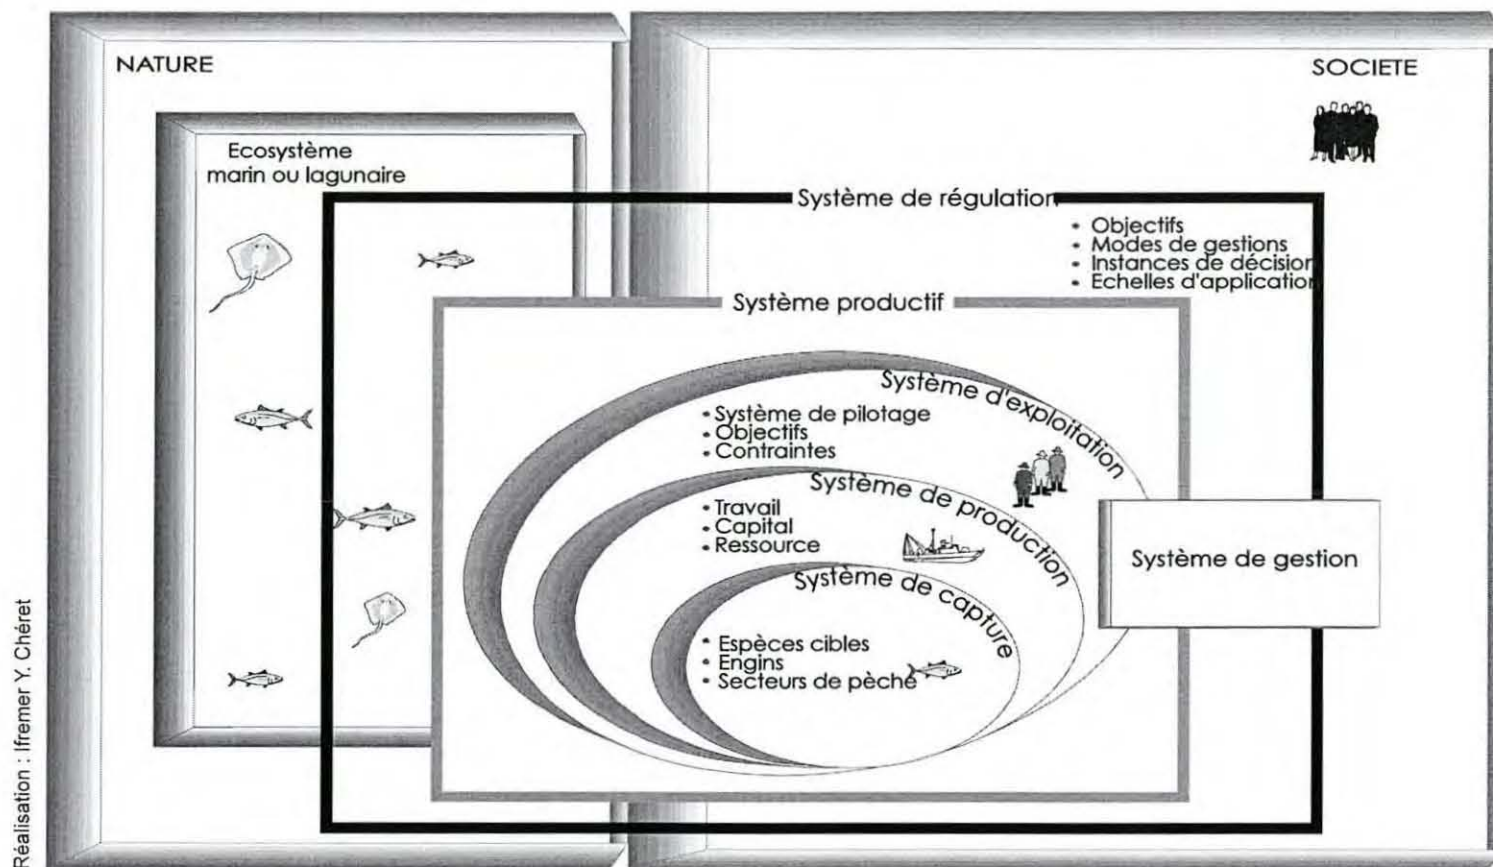 NATURE
SOCIETE
Ecosystème
marin ou lagunaire
Système de régulation
• Objectifs
• Modes de gestions
• Instances de décision
• Echelles d'application
Système productif
Système d'exploitation
• Système de pilotage
• Objectifs
• Contraintes
Système de production
• Travail
• Capital
• Ressource
Système de gestion
Système de capture
• Espèces cibles
• Engins
• Secteurs de pèche
Réalisation : Ifremer Y. Chéret